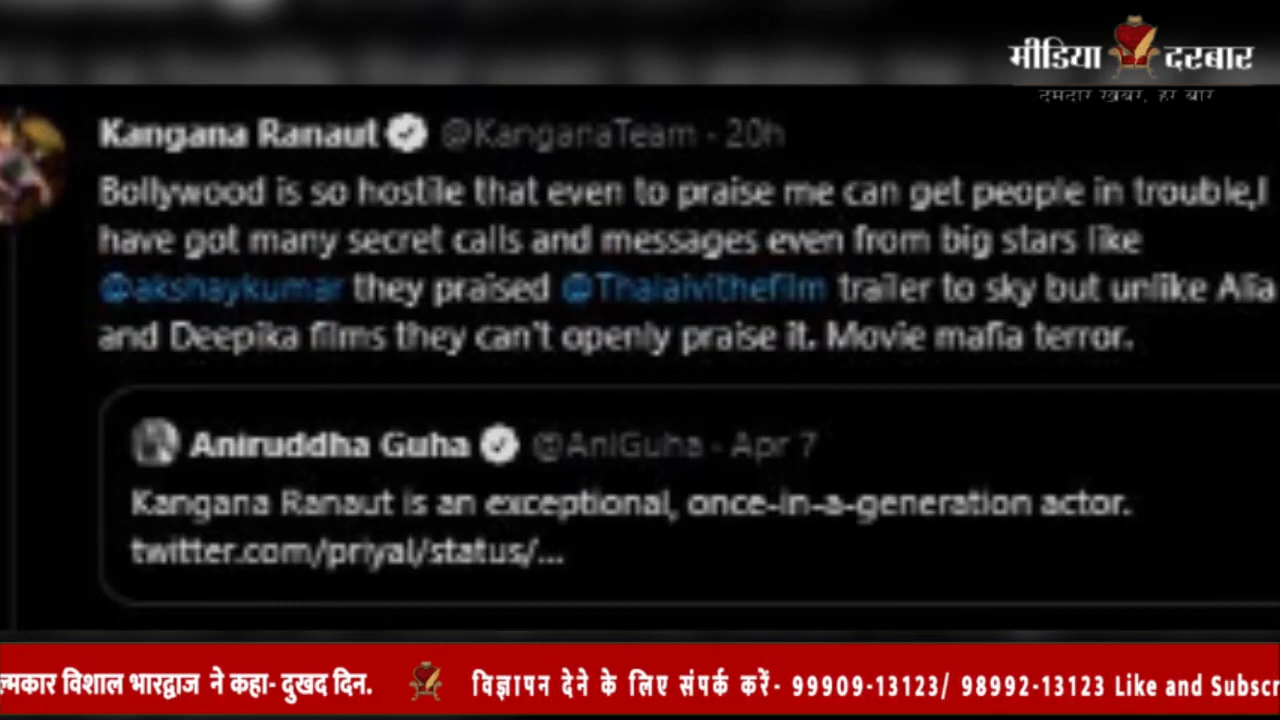 मीडिया दरबार
दमदार खबर, हर बार
Kangana Ranaut @KanganaTeam · 20h
Bollywood is so hostile that even to praise me can get people in trouble,I
have got many secret calls and messages even from big stars like
@akshaykumar they praised @Thalaivithefilm trailer to sky but unlike Alia
and Deepika films they can't openly praise it. Movie mafia terror.
Aniruddha Guha @AniGuha · Apr 7
Kangana Ranaut is an exceptional, once-in-a-generation actor.
twitter.com/priyal/status/...
ल्मकार विशाल भारद्वाज ने कहा- दुखद दिन. विज्ञापन देने के लिए संपर्क करें- 99909-13123/ 98992-13123 Like and Subscr